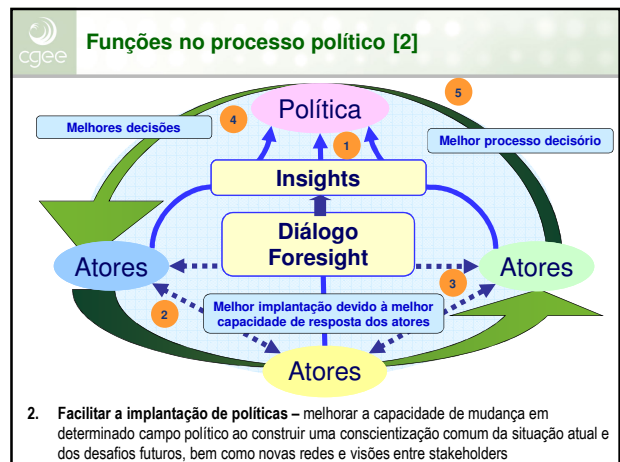 cgee
Funções no processo político [2]
5
4
Política
Melhores decisões
Melhor processo decisório
1
Insights
Diálogo
Foresight
Atores
Atores
3
2
Melhor implantação devido à melhor
capacidade de resposta dos atores
Atores
2. Facilitar a implantação de políticas – melhorar a capacidade de mudança em
determinado campo político ao construir uma conscientização comum da situação atual e
dos desafios futuros, bem como novas redes e visões entre stakeholders